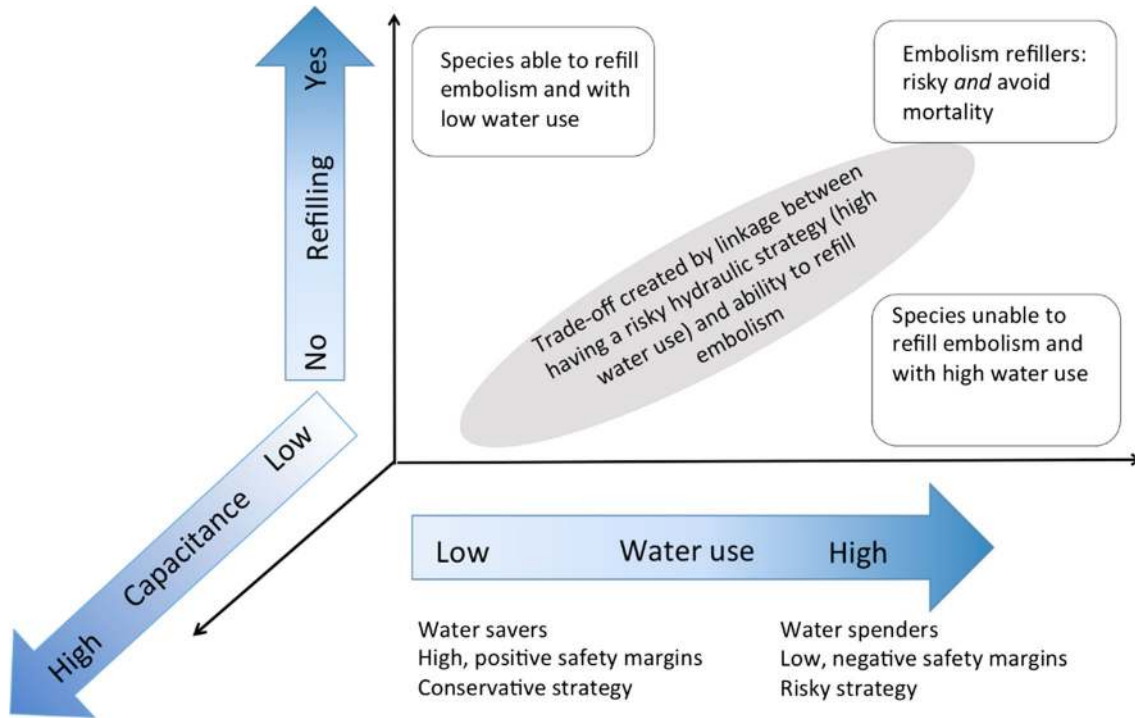 Yes
Refilling
No
Species able to refill
embolism and with
low water use
Embolism refillers:
risky and avoid
mortality
Trade-off created by linkage between
having a risky hydraulic strategy (high
water use) and ability to refill
embolism
Species unable to
refill embolism and
with high water use
Low
Capacitance
High
Low Water use High
Water savers
High, positive safety margins
Conservative strategy
Water spenders
Low, negative safety margins
Risky strategy